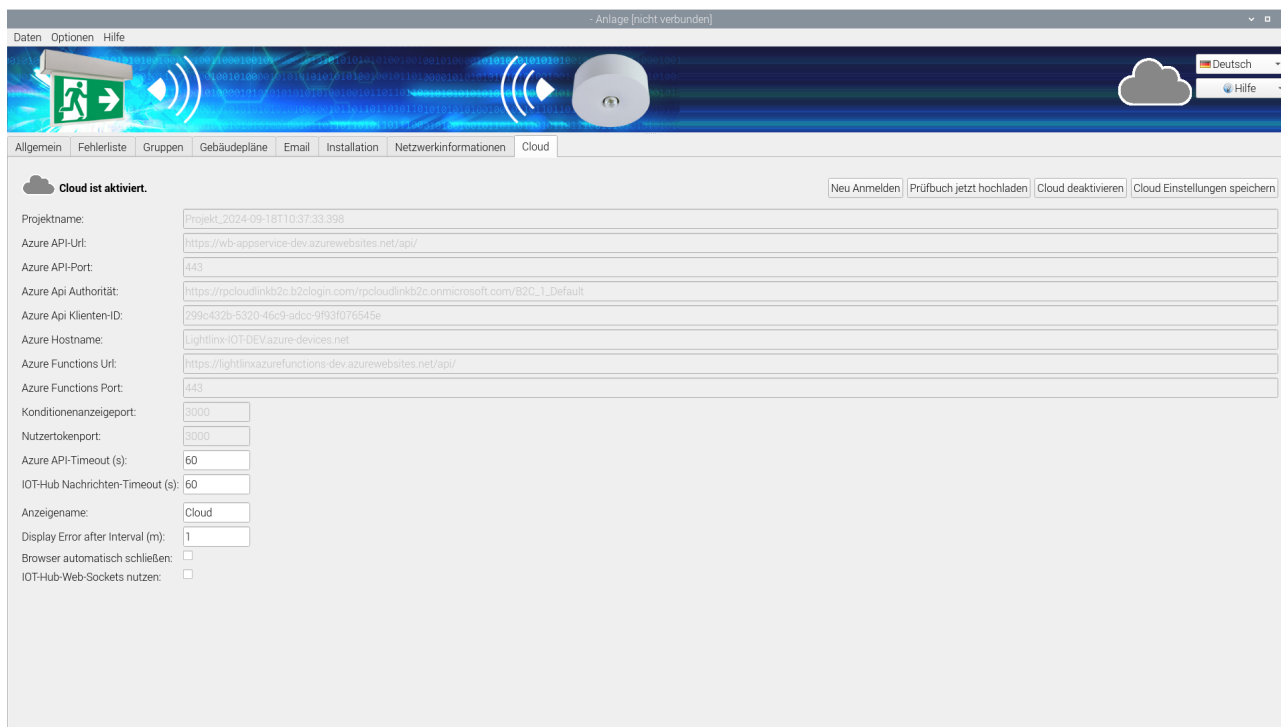 - Anlage [nicht verbunden]
Daten Optionen Hilfe
Deutsch
Hilfe
Allgemein Fehlerliste Gruppen Gebäudepläne Email Installation Netzwerkinformationen Cloud
Cloud ist aktiviert. Neu Anmelden Prüfbuch jetzt hochladen Cloud deaktivieren Cloud Einstellungen speichern
Projektname: Projekt_2024-09-18T10:37:33.398
Azure API-Url: https://wb-appservice-dev.azurewebsites.net/api/
Azure API-Port: 443
Azure Api Authorität: https://rpcloudlinkb2c.b2clogin.com/rpcloudlinkb2c.onmicrosoft.com/B2C_1_Default
Azure Api Klienten-ID: 299c432b-5320-46c9-adcc-9f93f076545e
Azure Hostname: Lightlinx-IOT-DEV.azure-devices.net
Azure Functions Url: https://lightlinxazurefunctions-dev.azurewebsites.net/api/
Azure Functions Port: 443
Konditionenanzeigeport: 3000
Nutzertokenport: 3000
Azure API-Timeout (s): 60
IOT-Hub Nachrichten-Timeout (s): 60
Anzeigename: Cloud
Display Error after Interval (m): 1
Browser automatisch schließen:
IOT-Hub-Web-Sockets nutzen: